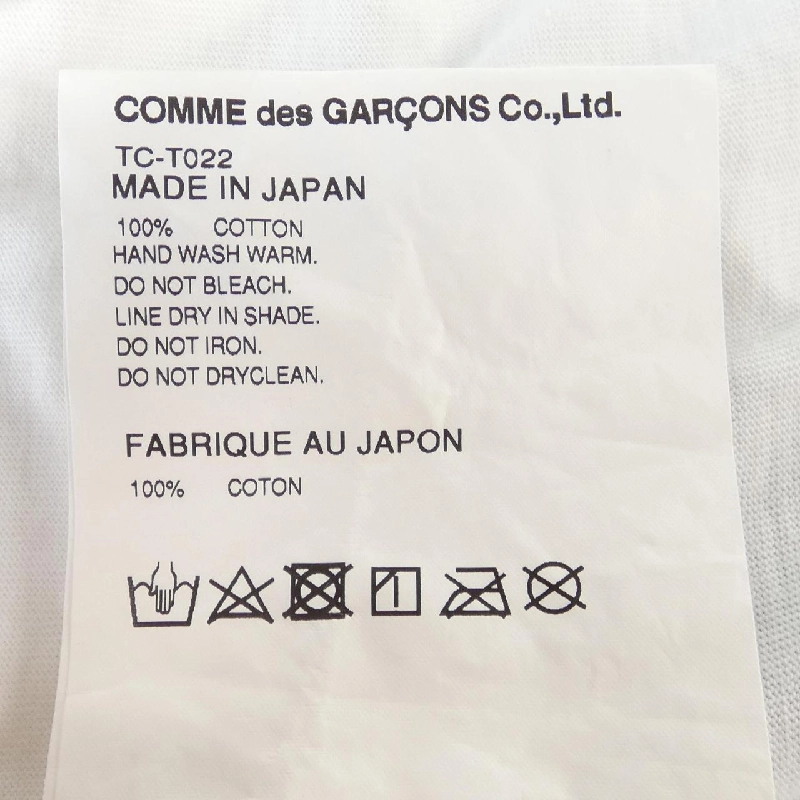 COMME des GARÇONS Co.,Ltd.
TC-T022
MADE IN JAPAN
100% COTTON
HAND WASH WARM.
DO NOT BLEACH.
LINE DRY IN SHADE.
DO NOT IRON.
DO NOT DRYCLEAN.
FABRIQUE AU JAPON
100% COTON